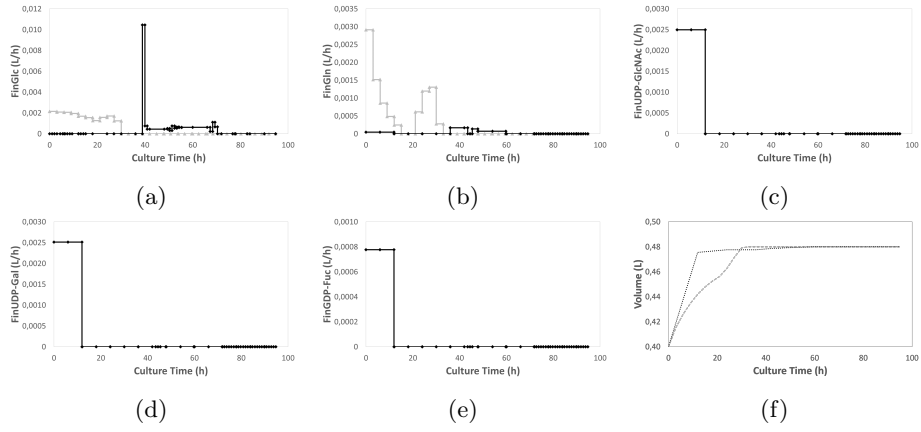 0,012
0,010
0,008
0,006
0,004
0,002
0
FinGlc (L/h)
0 20 40 60 80 100
Culture Time (h)
(a)
0,0035
0,0030
0,0025
0,0020
0,0015
0,0010
0,0005
0
FinGln (L/h)
0 20 40 60 80 100
Culture Time (h)
(b)
0,0030
0,0025
0,0020
0,0015
0,0010
0,0005
0
FinUDP-GlcNAc (L/h)
0 20 40 60 80 100
Culture Time (h)
(c)
0,0030
0,0025
0,0020
0,0015
0,0010
0,0005
0
FinUDP-Gal (L/h)
0 20 40 60 80 100
Culture Time (h)
(d)
0,0010
0,0008
0,0006
0,0004
0,0002
0
FinGDP-Fuc (L/h)
0 20 40 60 80 100
Culture Time (h)
(e)
0,50
0,48
0,46
0,44
0,42
0,40
Volume (L)
0 20 40 60 80 100
Culture Time (h)
(f)